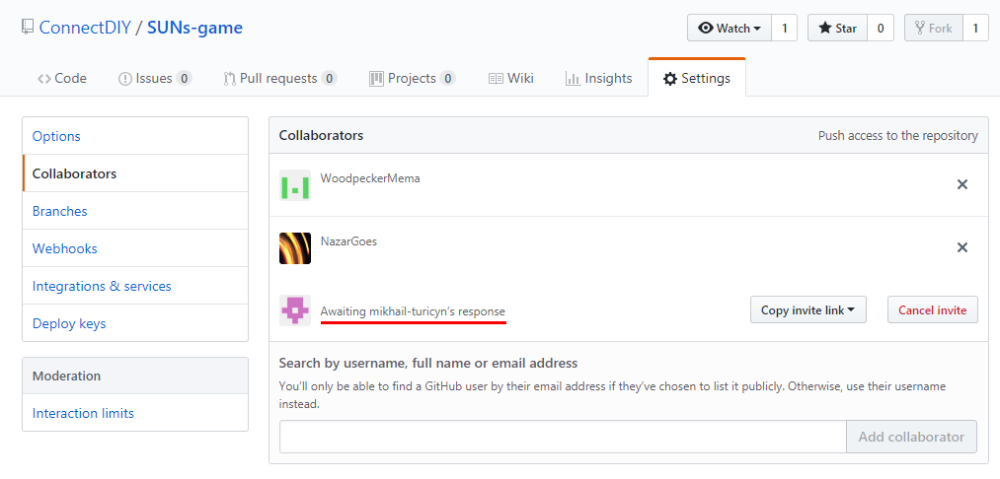 ConnectDIY / SUNs-game
Watch 1 Star 0 Fork 1
Code Issues 0 Pull requests 0 Projects 0 Wiki Insights Settings
Options
Collaborators
Branches
Webhooks
Integrations & services
Deploy keys
Moderation
Interaction limits
Collaborators Push access to the repository
WoodpeckerMema
NazarGoes
Awaiting mikhail-turicyn's response Copy invite link Cancel invite
Search by username, full name or email address
You'll only be able to find a GitHub user by their email address if they've chosen to list it publicly. Otherwise, use their username
instead.
Add collaborator